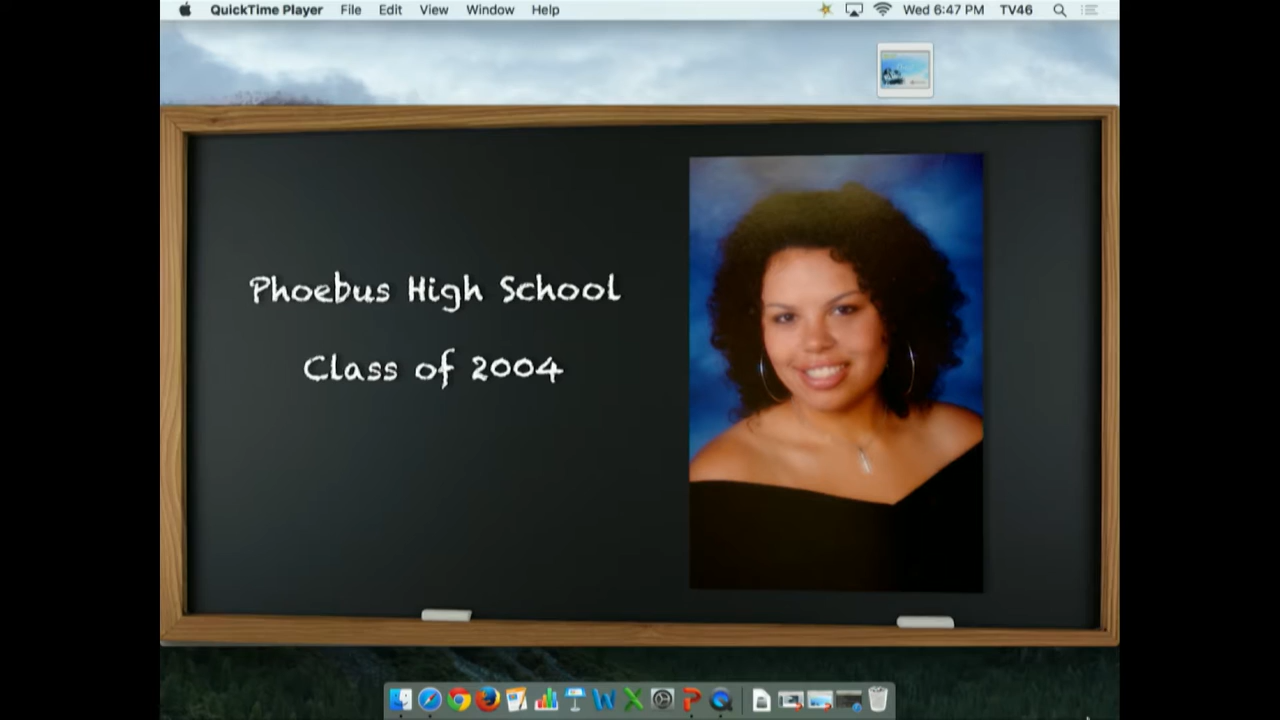 QuickTime Player File Edit View Window Help Wed 6:47 PM TV46
Phoebus High School
Class of 2004